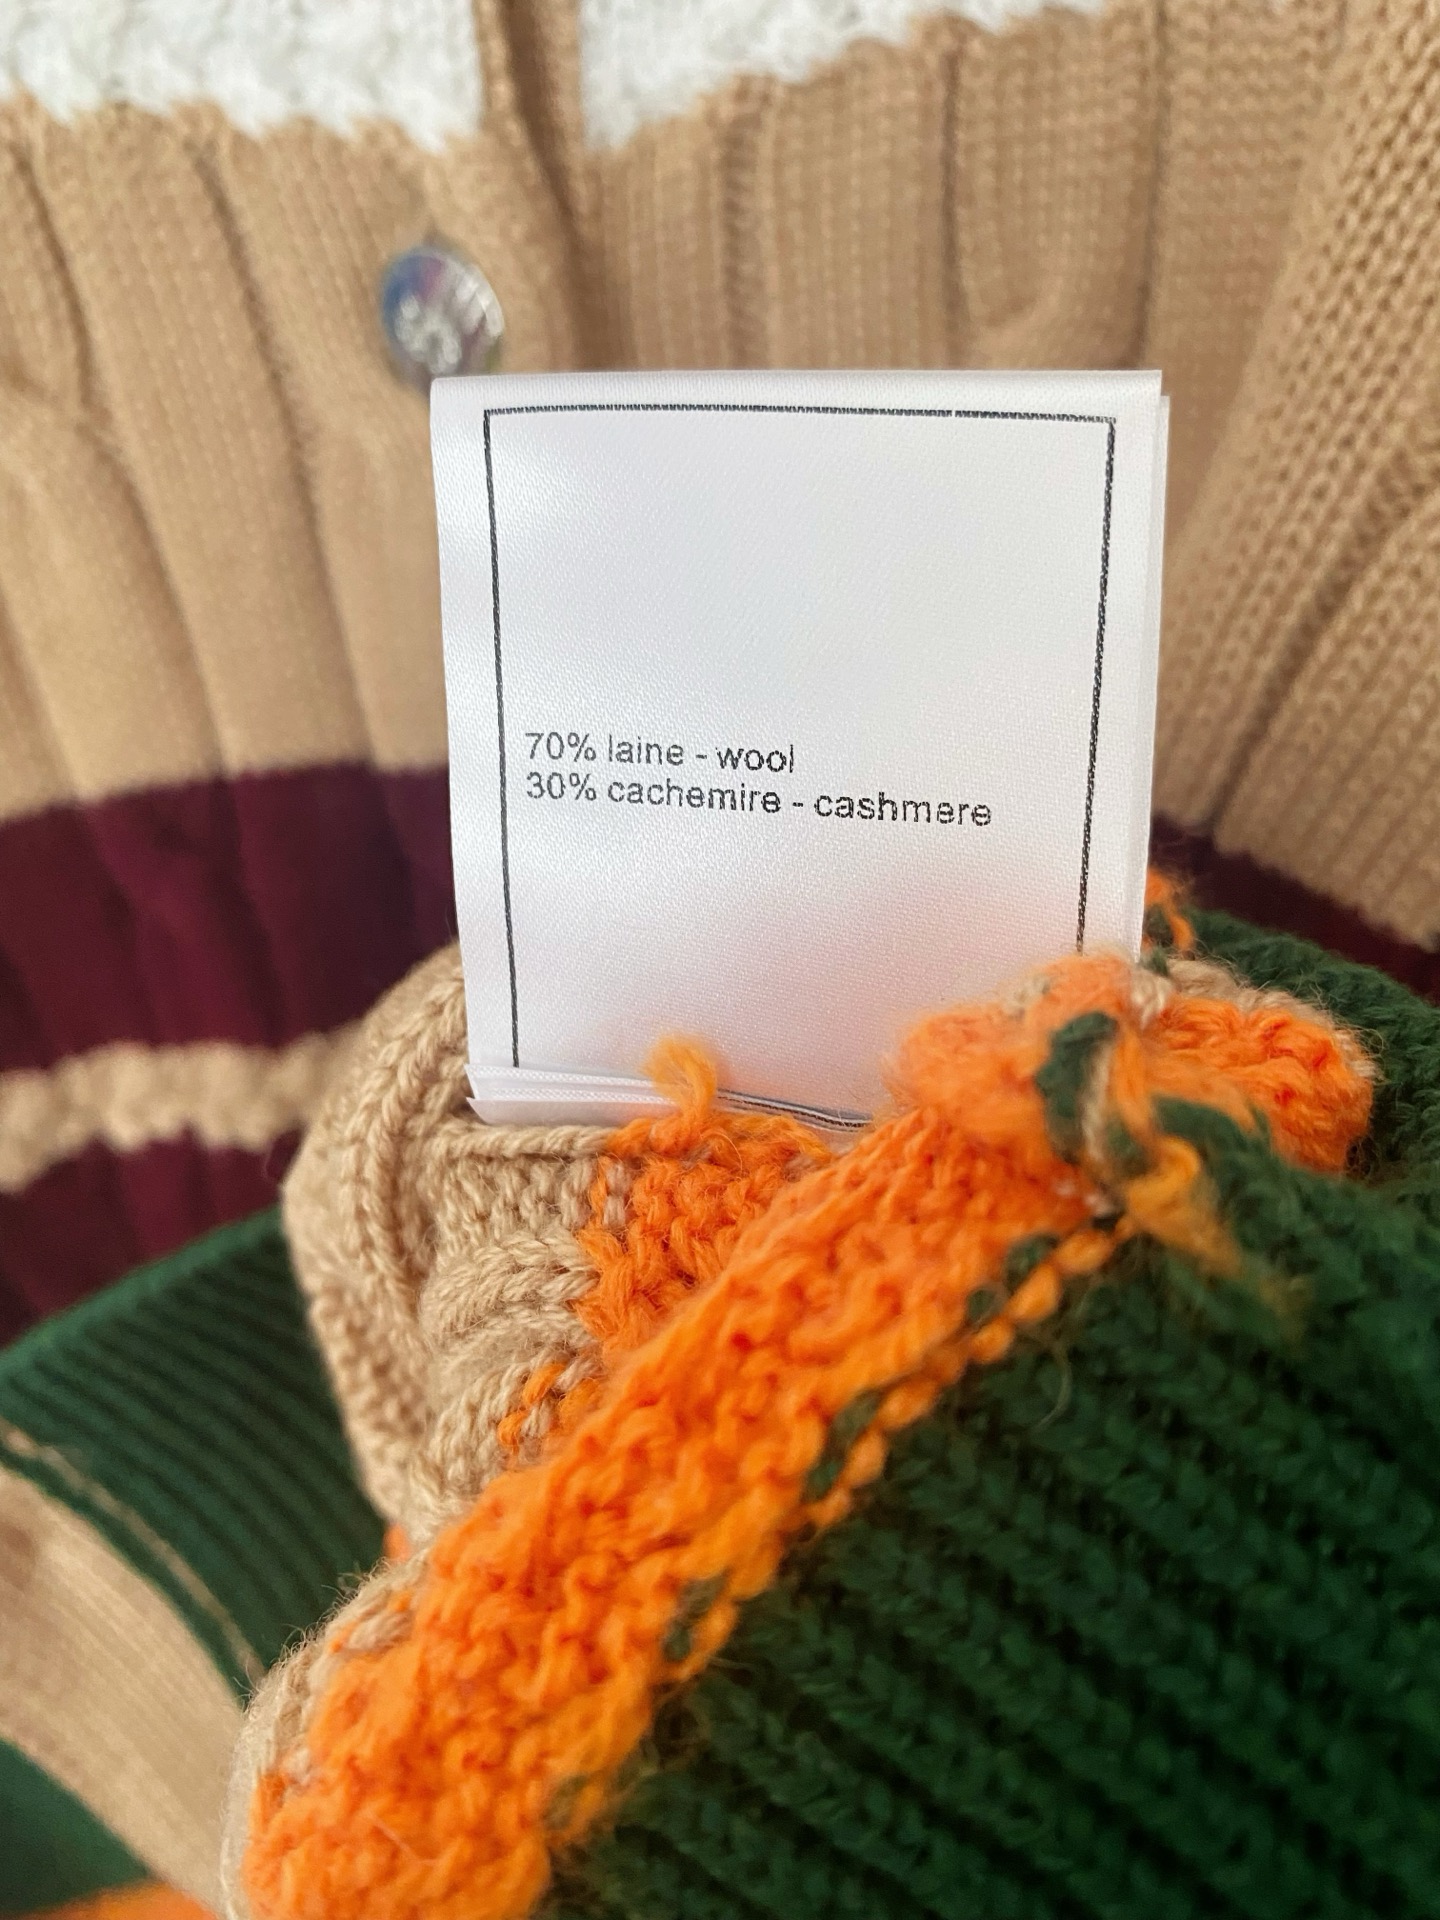 70% laine - wool
30% cachemire - cashmere